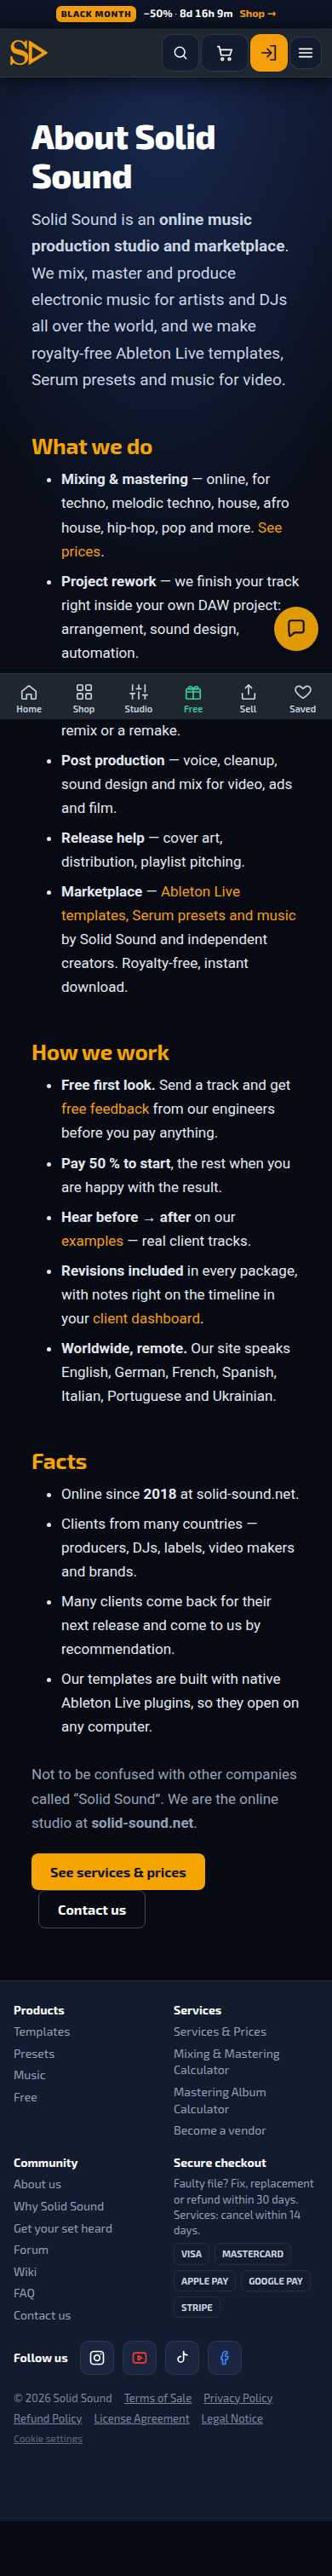 BLACK MONTH −50% · 8d 16h 9m Shop →
SD
About Solid
Sound
Solid Sound is an online music
production studio and marketplace.
We mix, master and produce
electronic music for artists and DJs
all over the world, and we make
royalty-free Ableton Live templates,
Serum presets and music for video.
What we do
• Mixing & mastering — online, for
techno, melodic techno, house, afro
house, hip-hop, pop and more. See
prices.
• Project rework — we finish your track
right inside your own DAW project:
arrangement, sound design,
automation.
Home Shop Studio Free Sell Saved
remix or a remake.
• Post production — voice, cleanup,
sound design and mix for video, ads
and film.
• Release help — cover art,
distribution, playlist pitching.
• Marketplace — Ableton Live
templates, Serum presets and music
by Solid Sound and independent
creators. Royalty-free, instant
download.
How we work
• Free first look. Send a track and get
free feedback from our engineers
before you pay anything.
• Pay 50 % to start, the rest when you
are happy with the result.
• Hear before → after on our
examples — real client tracks.
• Revisions included in every package,
with notes right on the timeline in
your client dashboard.
• Worldwide, remote. Our site speaks
English, German, French, Spanish,
Italian, Portuguese and Ukrainian.
Facts
• Online since 2018 at solid-sound.net.
• Clients from many countries —
producers, DJs, labels, video makers
and brands.
• Many clients come back for their
next release and come to us by
recommendation.
• Our templates are built with native
Ableton Live plugins, so they open on
any computer.
Not to be confused with other companies
called “Solid Sound”. We are the online
studio at solid-sound.net.
See services & prices
Contact us
Products
Templates
Presets
Music
Free
Services
Services & Prices
Mixing & Mastering
Calculator
Mastering Album
Calculator
Become a vendor
Community
About us
Why Solid Sound
Get your set heard
Forum
Wiki
FAQ
Contact us
Secure checkout
Faulty file? Fix, replacement
or refund within 30 days.
Services: cancel within 14
days.
VISA MASTERCARD
APPLE PAY GOOGLE PAY
STRIPE
Follow us
© 2026 Solid Sound Terms of Sale Privacy Policy
Refund Policy License Agreement Legal Notice
Cookie settings